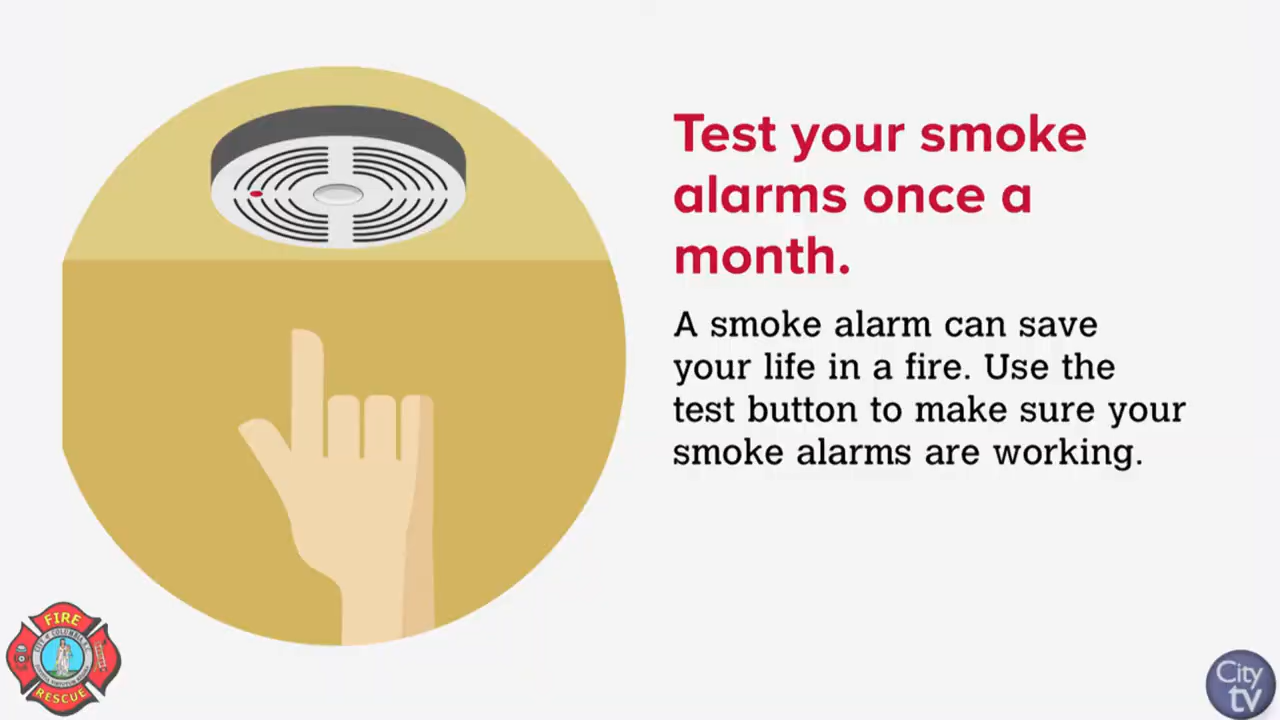 Test your smoke
alarms once a
month.
A smoke alarm can save
your life in a fire. Use the
test button to make sure your
smoke alarms are working.
FIRE
RESCUE
City
tv